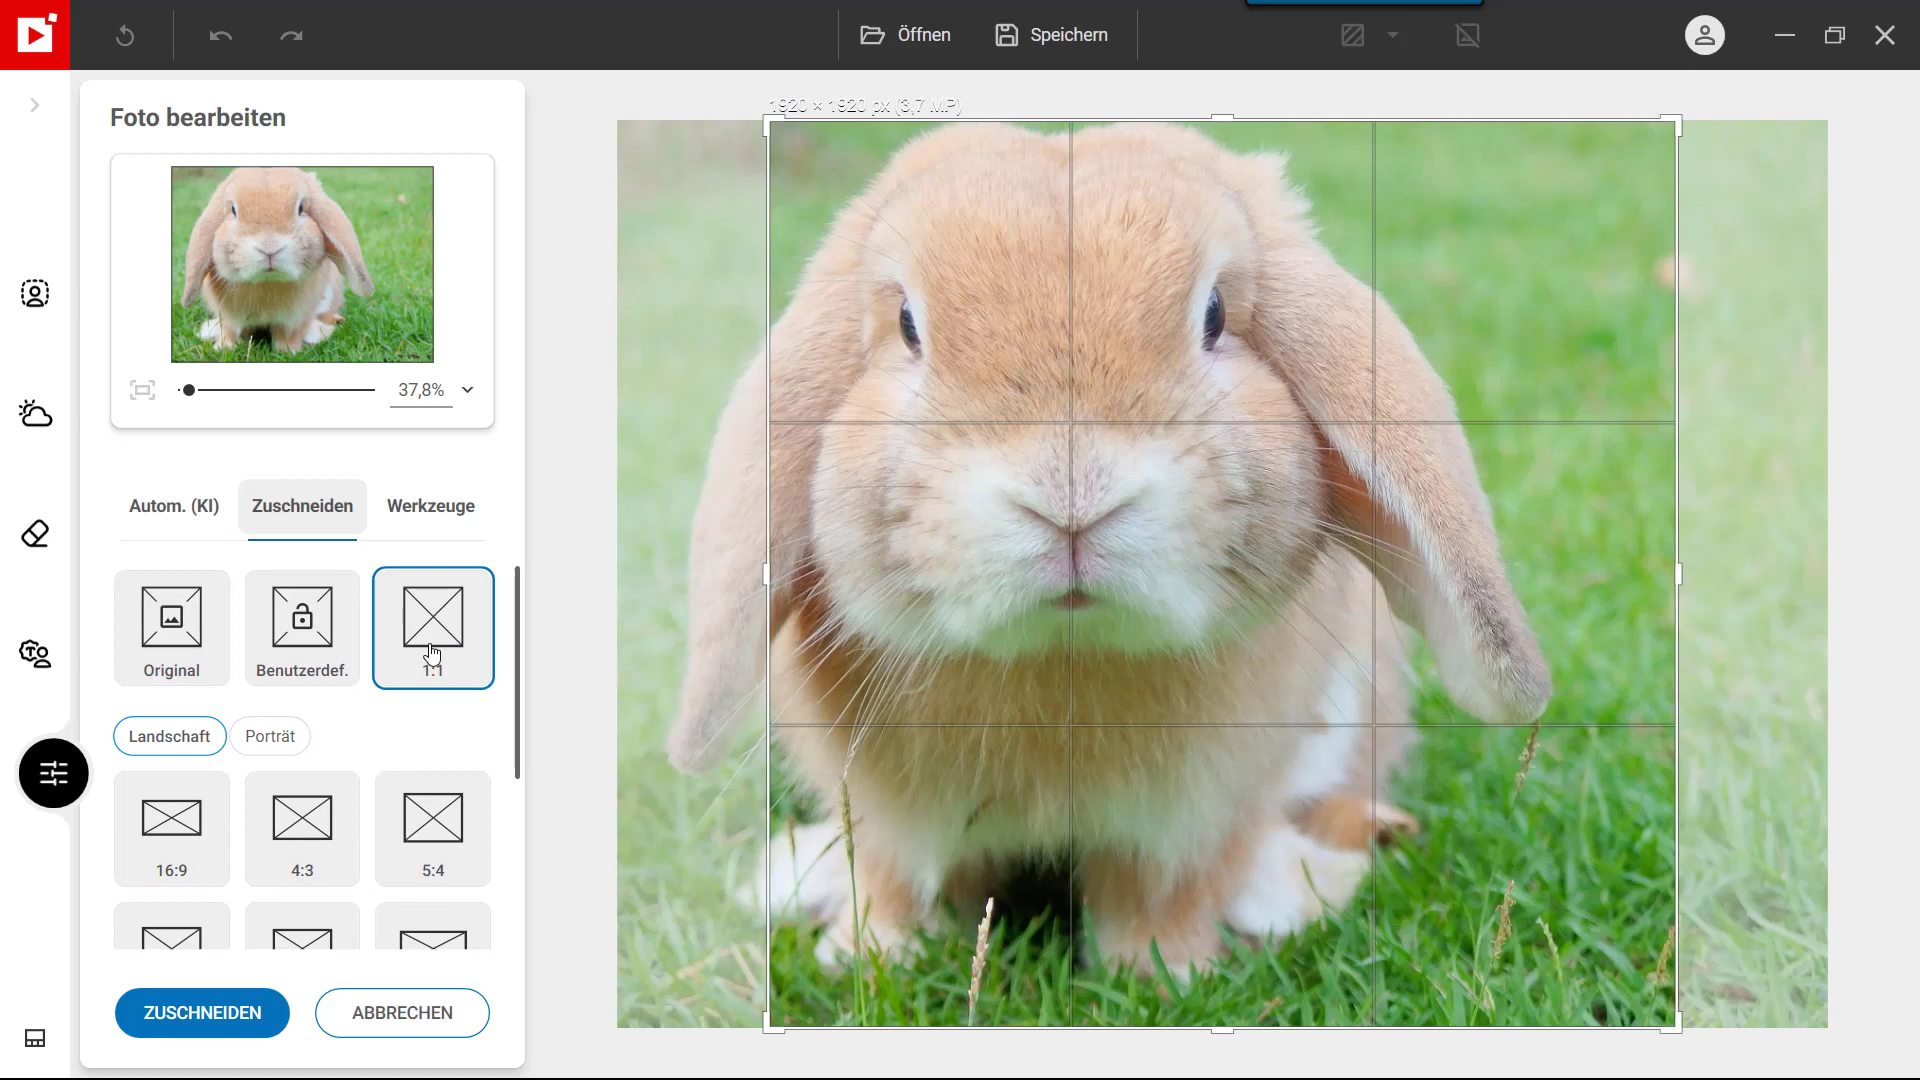 Öffnen
Speichern
Foto bearbeiten
1920 × 1920 px (3,7 MP)
37,8%
Autom. (KI)
Zuschneiden
Werkzeuge
Original
Benutzerdef.
1:1
Landschaft
Porträt
16:9
4:3
5:4
ZUSCHNEIDEN
ABBRECHEN